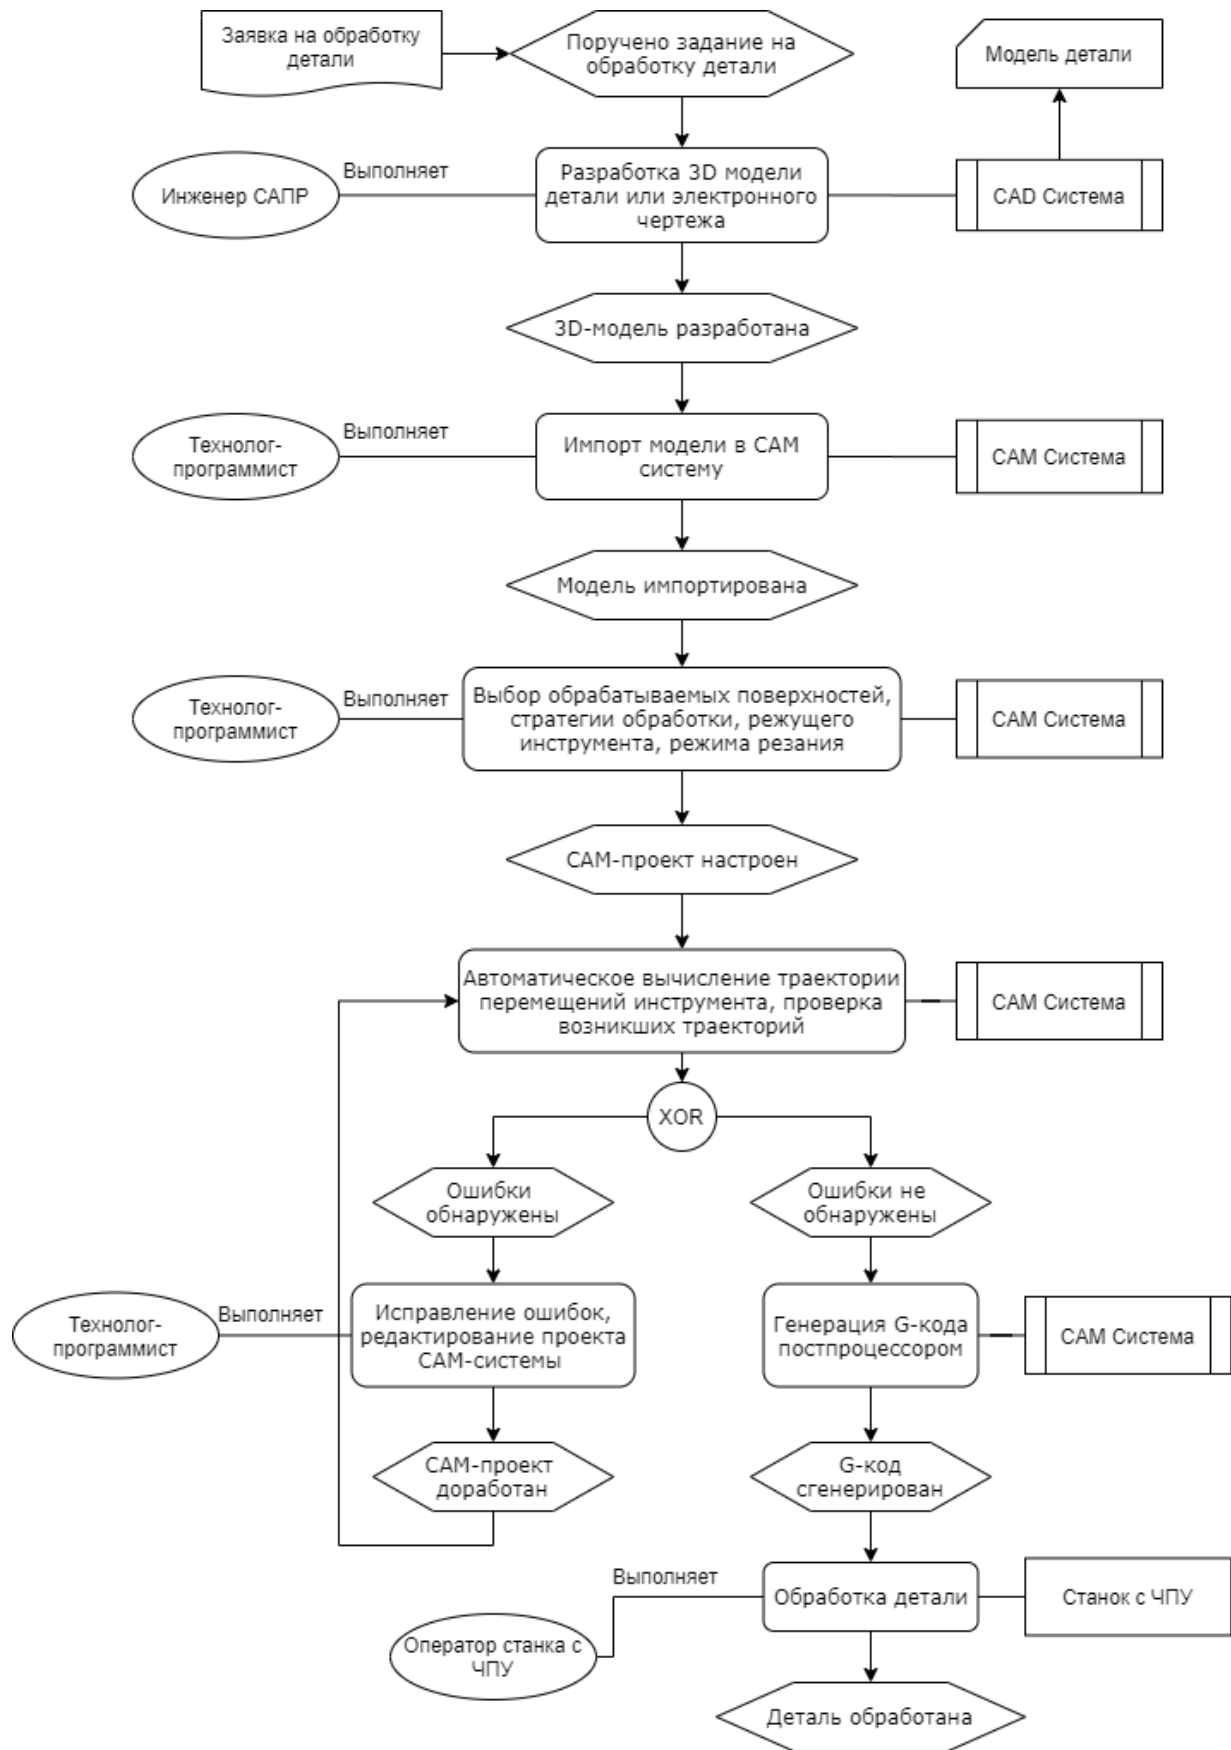 Заявка на обработку
детали
Поручено задание на
обработку детали
Модель детали
Инженер САПР
Выполняет
Разработка 3D модели
детали или электронного
чертежа
CAD Система
3D-модель разработана
Технолог-
программист
Выполняет
Импорт модели в CAM
систему
CAM Система
Модель импортирована
Технолог-
программист
Выполняет
Выбор обрабатываемых поверхностей,
стратегии обработки, режущего
инструмента, режима резания
CAM Система
CAM-проект настроен
Автоматическое вычисление траектории
перемещений инструмента, проверка
возникших траекторий
CAM Система
XOR
Ошибки
обнаружены
Ошибки не
обнаружены
Технолог-
программист
Выполняет
Исправление ошибок,
редактирование проекта
CAM-системы
Генерация G-кода
постпроцессором
CAM Система
CAM-проект
доработан
G-код
сгенерирован
Выполняет
Обработка детали
Станок с ЧПУ
Оператор станка с
ЧПУ
Деталь обработана